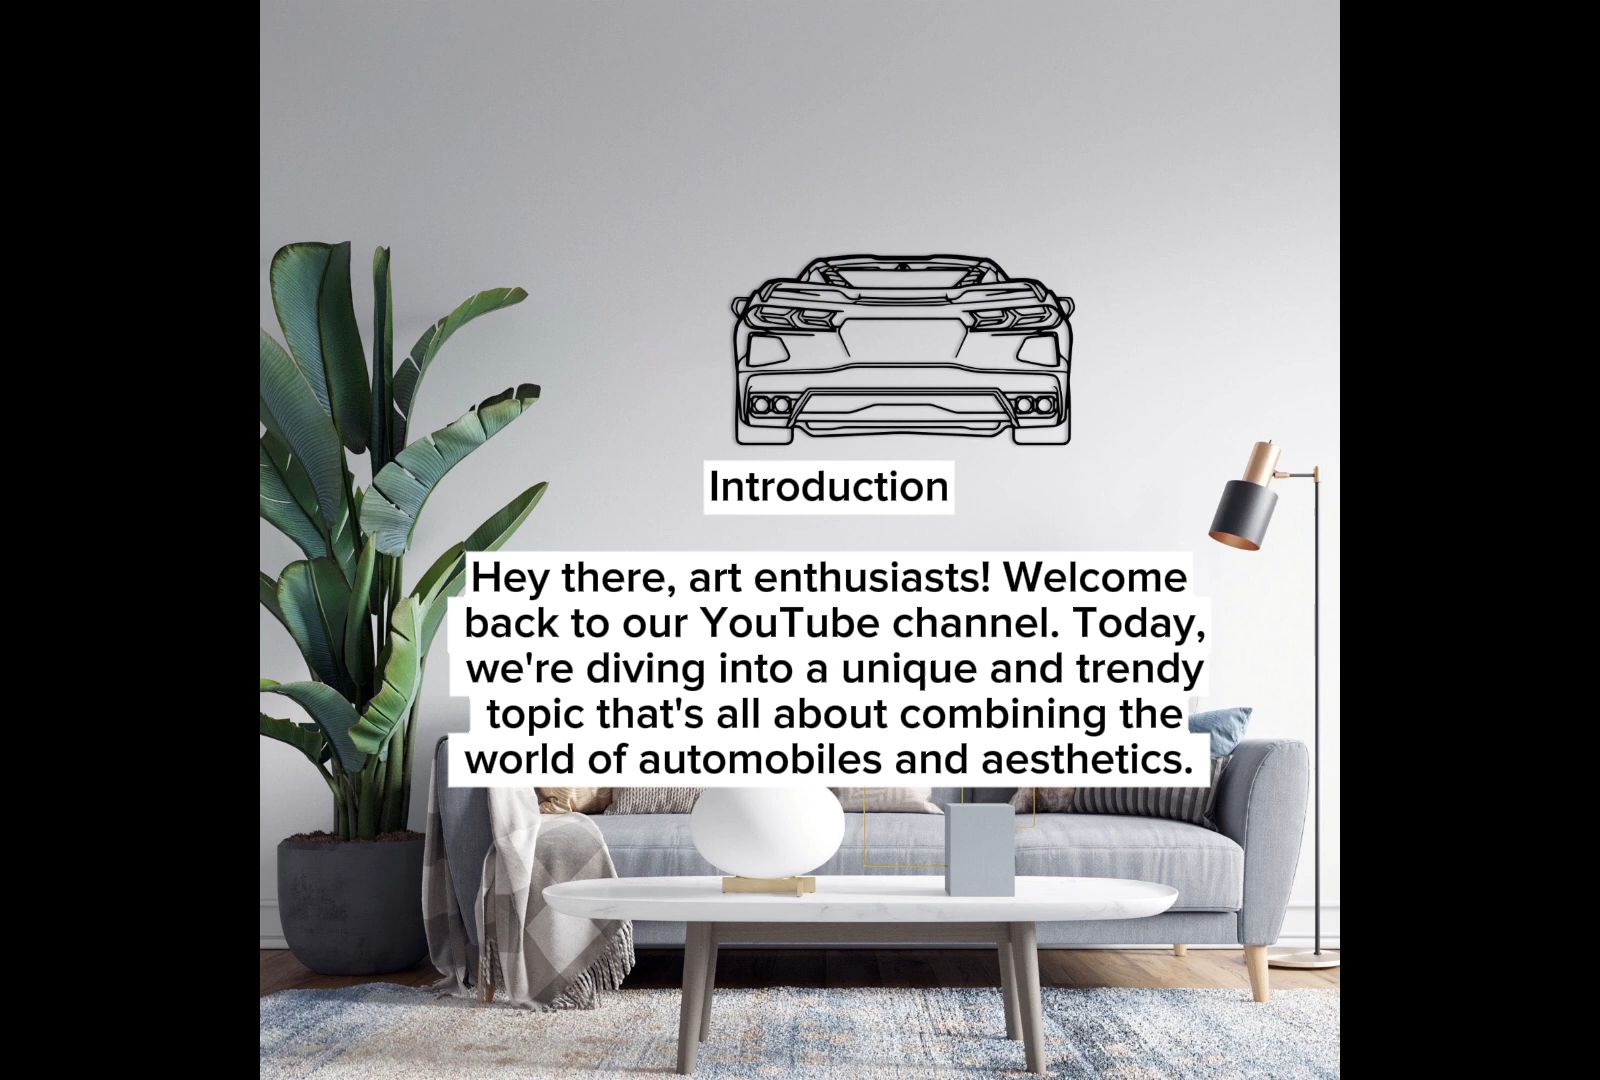 Introduction
Hey there, art enthusiasts! Welcome
back to our YouTube channel. Today,
we're diving into a unique and trendy
topic that's all about combining the
world of automobiles and aesthetics.